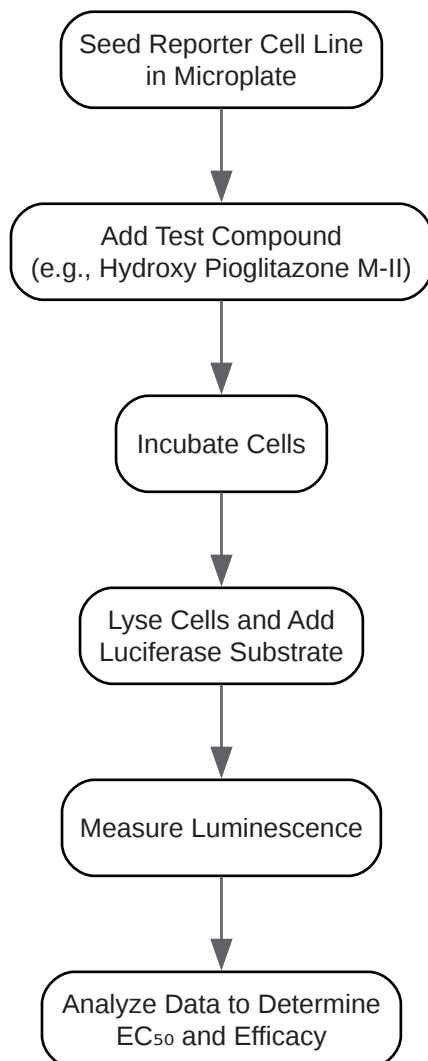 Seed Reporter Cell Line
in Microplate
Add Test Compound
(e.g., Hydroxy Pioglitazone M-II)
Incubate Cells
Lyse Cells and Add
Luciferase Substrate
Measure Luminescence
Analyze Data to Determine
EC₅₀ and Efficacy